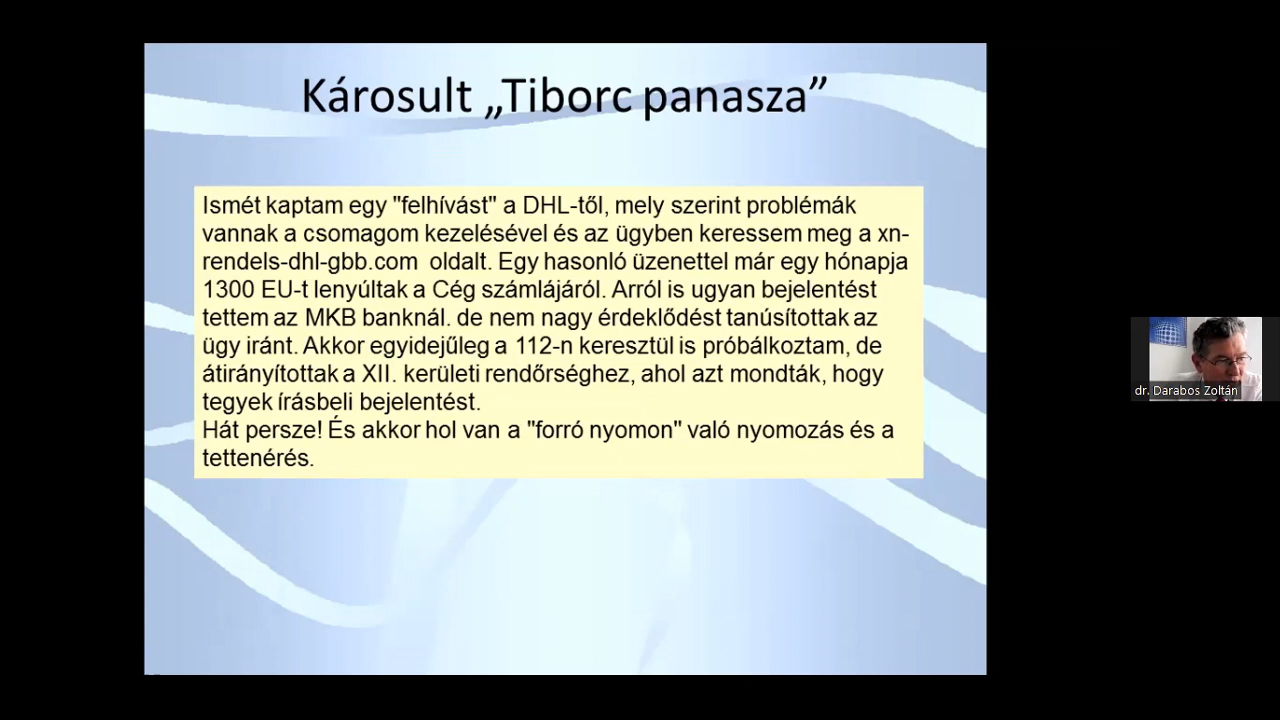 Károsult „Tiborc panasza”
Ismét kaptam egy "felhívást" a DHL-től, mely szerint problémák
vannak a csomagom kezelésével és az ügyben keressem meg a xn-
rendels-dhl-gbb.com oldalt. Egy hasonló üzenettel már egy hónapja
1300 EU-t lenyúltak a Cég számlájáról. Arról is ugyan bejelentést
tettem az MKB banknál. de nem nagy érdeklődést tanúsítottak az
ügy iránt. Akkor egyidejűleg a 112-n keresztül is próbálkoztam, de
átirányítottak a XII. kerületi rendőrséghez, ahol azt mondták, hogy
tegyek írásbeli bejelentést.
Hát persze! És akkor hol van a "forró nyomon" való nyomozás és a
tettenérés.
dr. Darabos Zoltán